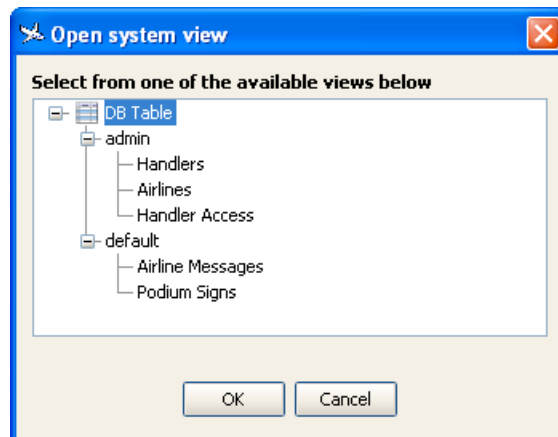 Open system view
Select from one of the available views below
DB Table
admin
Handlers
Airlines
Handler Access
default
Airline Messages
Podium Signs
OK Cancel